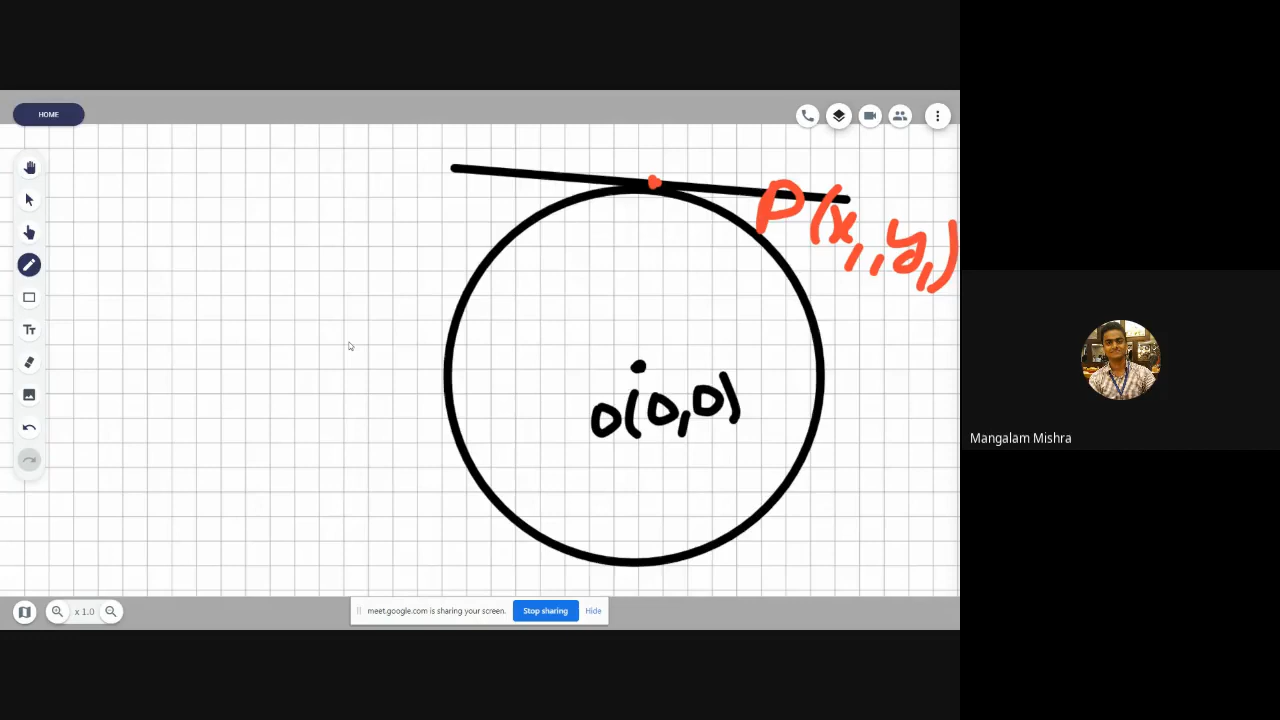 HOME
P(x₁,y₁)
O(0,0)
Tт
x 1.0
meet.google.com is sharing your screen.
Stop sharing
Hide
Mangalam Mishra